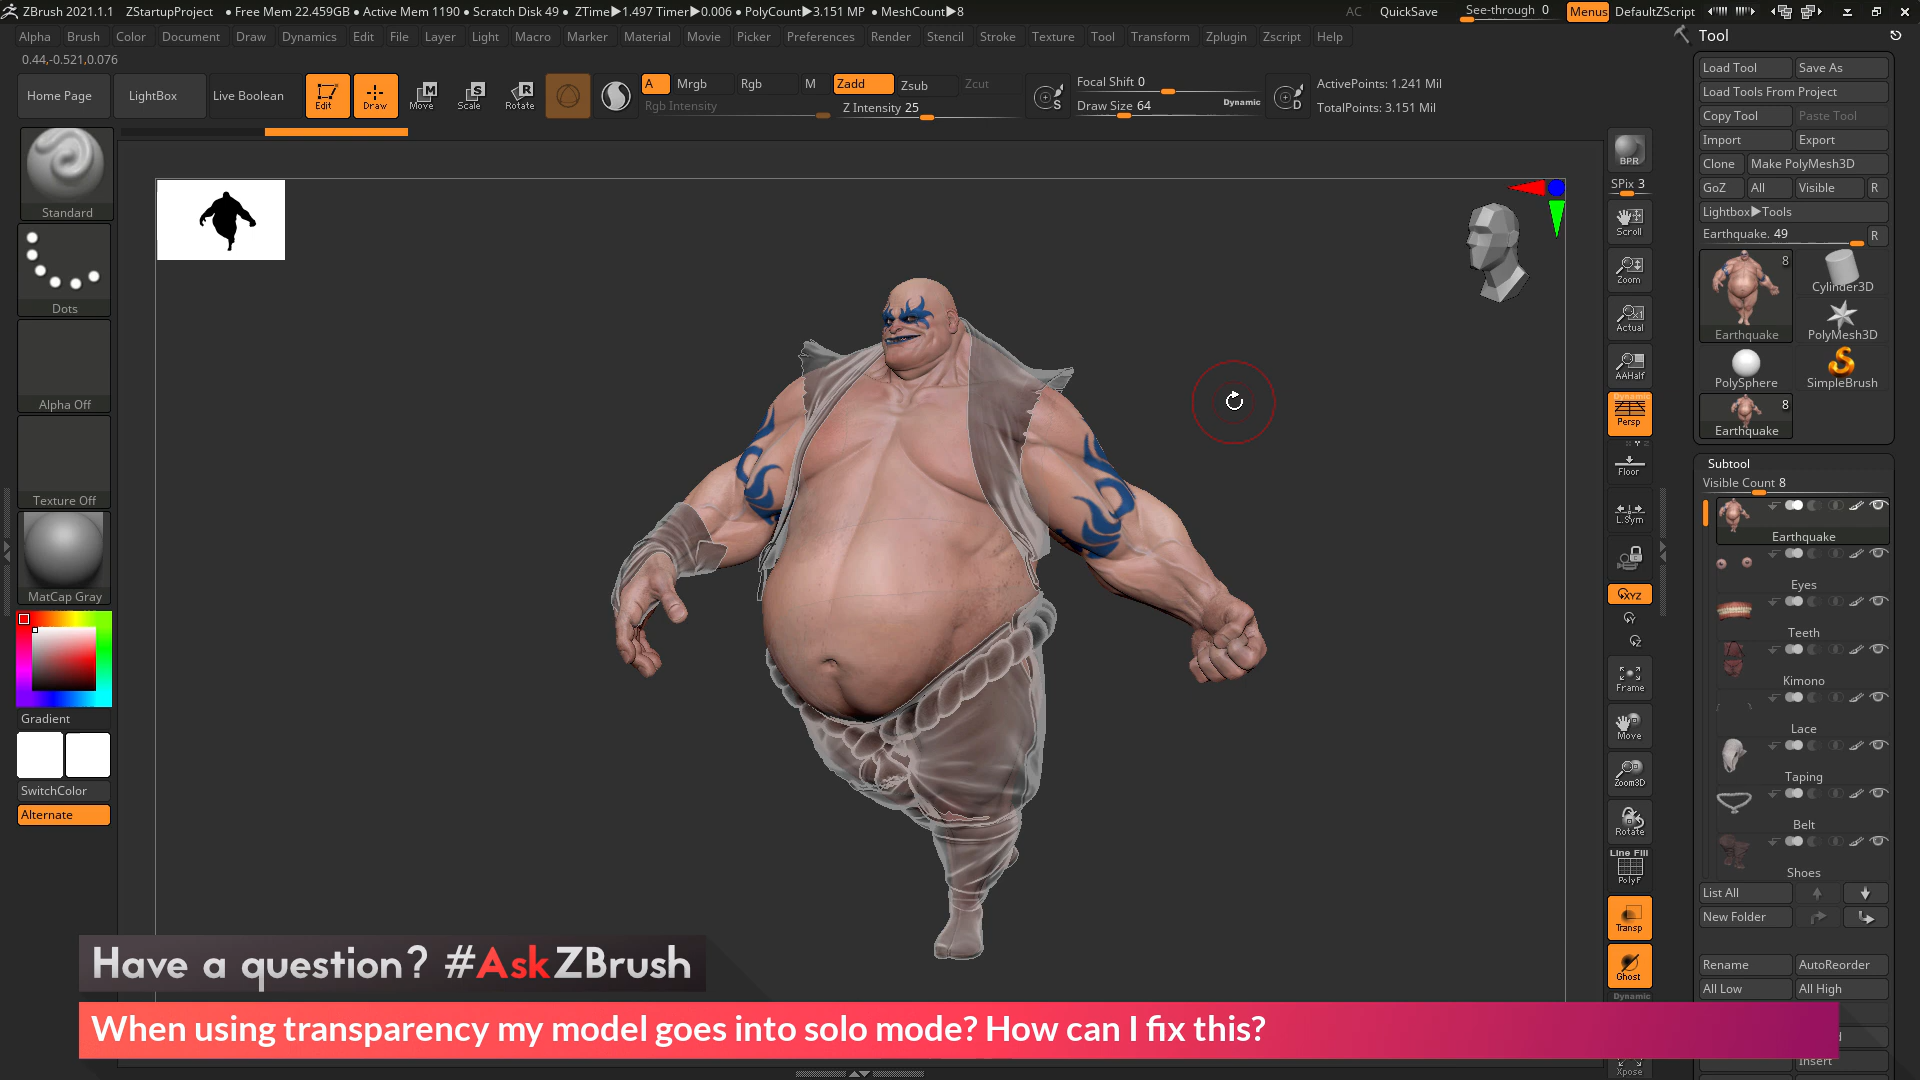 ZBrush 2021.1.1 ZStartupProject • Free Mem 22.459GB • Active Mem 1190 • Scratch Disk 49 • ZTime▶1.497 Timer▶0.006 • PolyCount▶3.151 MP • MeshCount▶8 AC QuickSave See-through 0 Menus DefaultZScript
Alpha Brush Color Document Draw Dynamics Edit File Layer Light Macro Marker Material Movie Picker Preferences Render Stencil Stroke Texture Tool Transform Zplugin Zscript Help
0.44,-0.521,0.076
Home Page LightBox Live Boolean Edit Draw Move Scale Rotate
A Mrgb Rgb M Zadd Zsub Zcut
Rgb Intensity Z Intensity 25
Focal Shift 0
Draw Size 64 Dynamic
ActivePoints: 1.241 Mil
TotalPoints: 3.151 Mil
Standard
Dots
Alpha Off
Texture Off
MatCap Gray
Gradient
SwitchColor
Alternate
BPR
SPix 3
Scroll
Zoom
Actual
AAHalf
Dynamic
Persp
Floor
L.Sym
XYZ
Frame
Move
Zoom3D
Rotate
Line Fill
PolyF
Transp
Ghost
Dynamic
Xpose
Tool
Load Tool Save As
Load Tools From Project
Copy Tool Paste Tool
Import Export
Clone Make PolyMesh3D
GoZ All Visible R
Lightbox▶Tools
Earthquake. 49 R
8
Cylinder3D
Earthquake PolyMesh3D
PolySphere SimpleBrush
8
Earthquake
Subtool
Visible Count 8
Earthquake
Eyes
Teeth
Kimono
Lace
Taping
Belt
Shoes
List All
New Folder
Rename AutoReorder
All Low All High
Insert
Have a question? #AskZBrush
When using transparency my model goes into solo mode? How can I fix this?